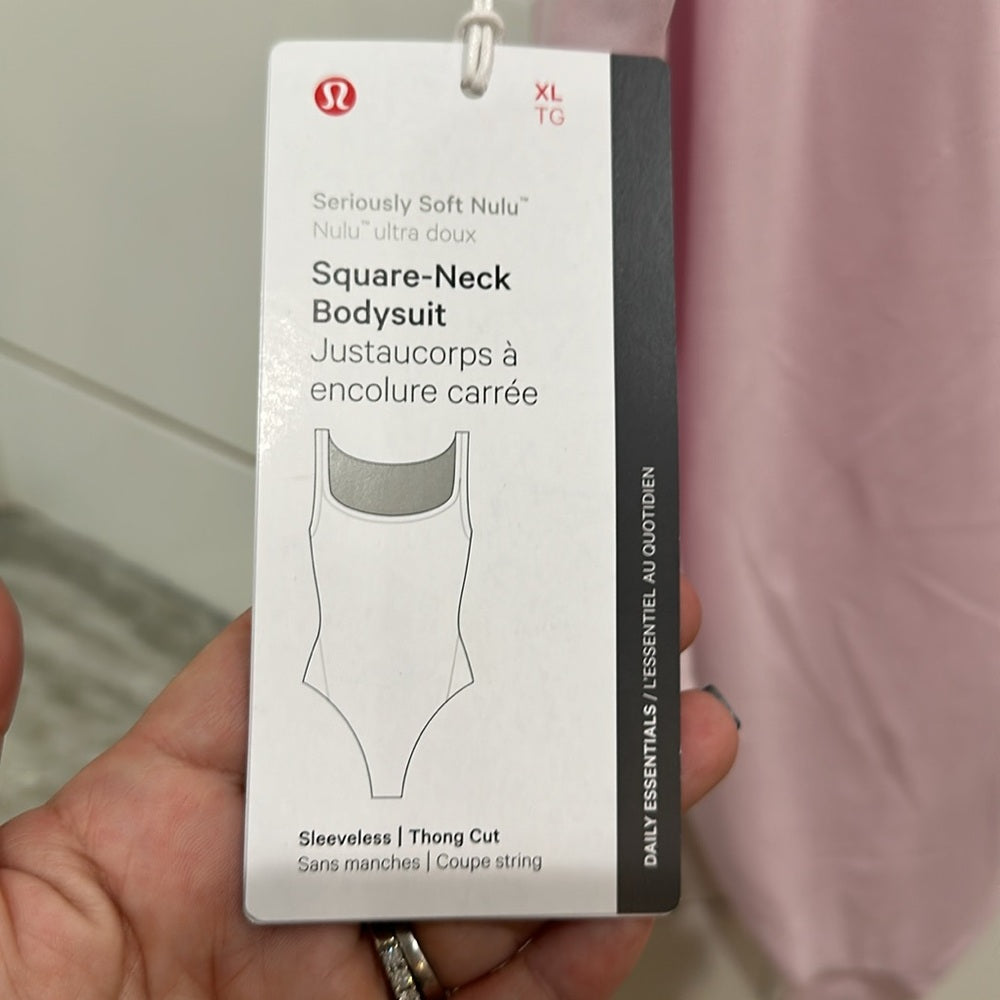 XL
TG
Seriously Soft Nulu™
Nulu™ ultra doux
Square-Neck
Bodysuit
Justaucorps à
encolure carrée
Sleeveless | Thong Cut
Sans manches | Coupe string
DAILY ESSENTIALS / L'ESSENTIEL AU QUOTIDIEN